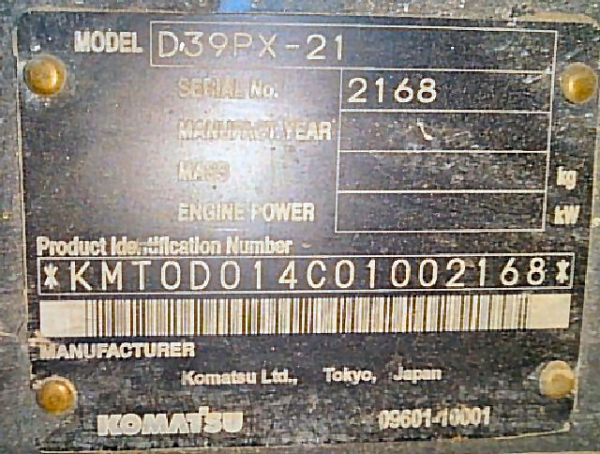 MODEL D39PX-21
SERIAL No. 2168
MANUFACT YEAR
MASS kg
ENGINE POWER kW
Product Identification Number
*KMT0D014C01002168*
MANUFACTURER
Komatsu Ltd., Tokyo, Japan
KOMATSU 09601-10001